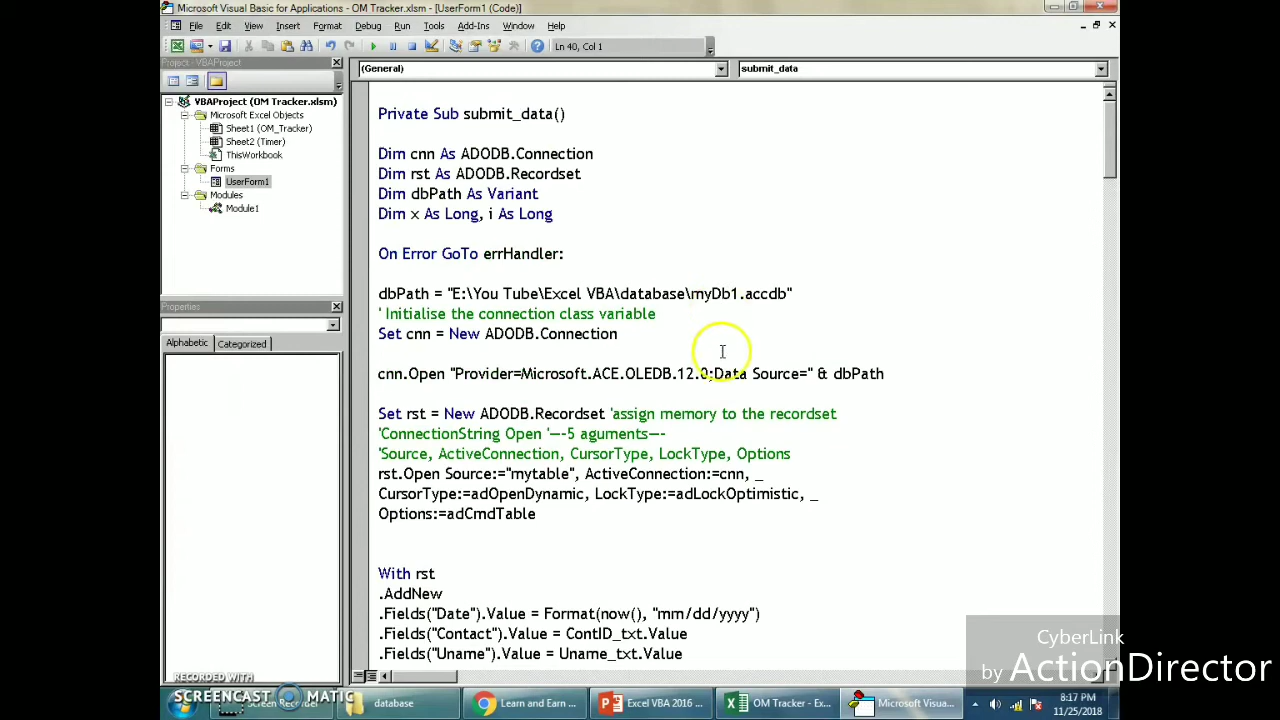 Microsoft Visual Basic for Applications - OM Tracker.xlsm - [UserForm1 (Code)]
File Edit View Insert Format Debug Run Tools Add-Ins Window Help
Ln 40, Col 1
Project - VBAProject
(General) submit_data
VBAProject (OM Tracker.xlsm)
Microsoft Excel Objects
Sheet1 (OM_Tracker)
Sheet2 (Timer)
ThisWorkbook
Forms
UserForm1
Modules
Module1
Properties
Alphabetic Categorized
Private Sub submit_data()
Dim cnn As ADODB.Connection
Dim rst As ADODB.Recordset
Dim dbPath As Variant
Dim x As Long, i As Long
On Error GoTo errHandler:
dbPath = "E:\You Tube\Excel VBA\database\myDb1.accdb"
' Initialise the connection class variable
Set cnn = New ADODB.Connection
cnn.Open "Provider=Microsoft.ACE.OLEDB.12.0;Data Source=" & dbPath
Set rst = New ADODB.Recordset 'assign memory to the recordset
'ConnectionString Open '—-5 aguments—-
'Source, ActiveConnection, CursorType, LockType, Options
rst.Open Source:="mytable", ActiveConnection:=cnn, _
CursorType:=adOpenDynamic, LockType:=adLockOptimistic, _
Options:=adCmdTable
With rst
.AddNew
.Fields("Date").Value = Format(now(), "mm/dd/yyyy")
.Fields("Contact").Value = ContID_txt.Value
.Fields("Uname").Value = Uname_txt.Value
CyberLink
by ActionDirector
RECORDED WITH
SCREENCAST MATIC
Screen Recorder database Learn and Earn ... Excel VBA 2016 ... OM Tracker - Ex... Microsoft Visua...
8:17 PM
11/25/2018